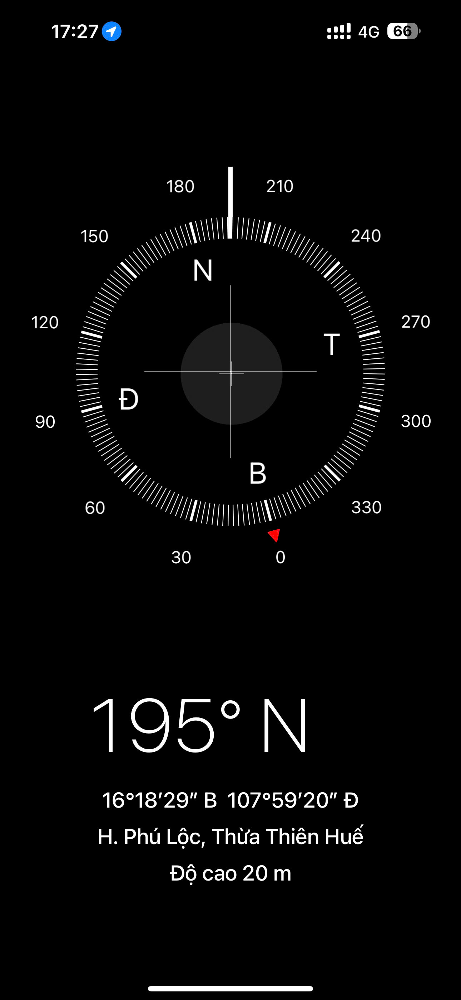 17:27 4G 66
180 210
150 240
N
120 270
T
Đ
90 300
B
60 330
30 0
195° N
16°18’29” B 107°59’20” Đ
H. Phú Lộc, Thừa Thiên Huế
Độ cao 20 m